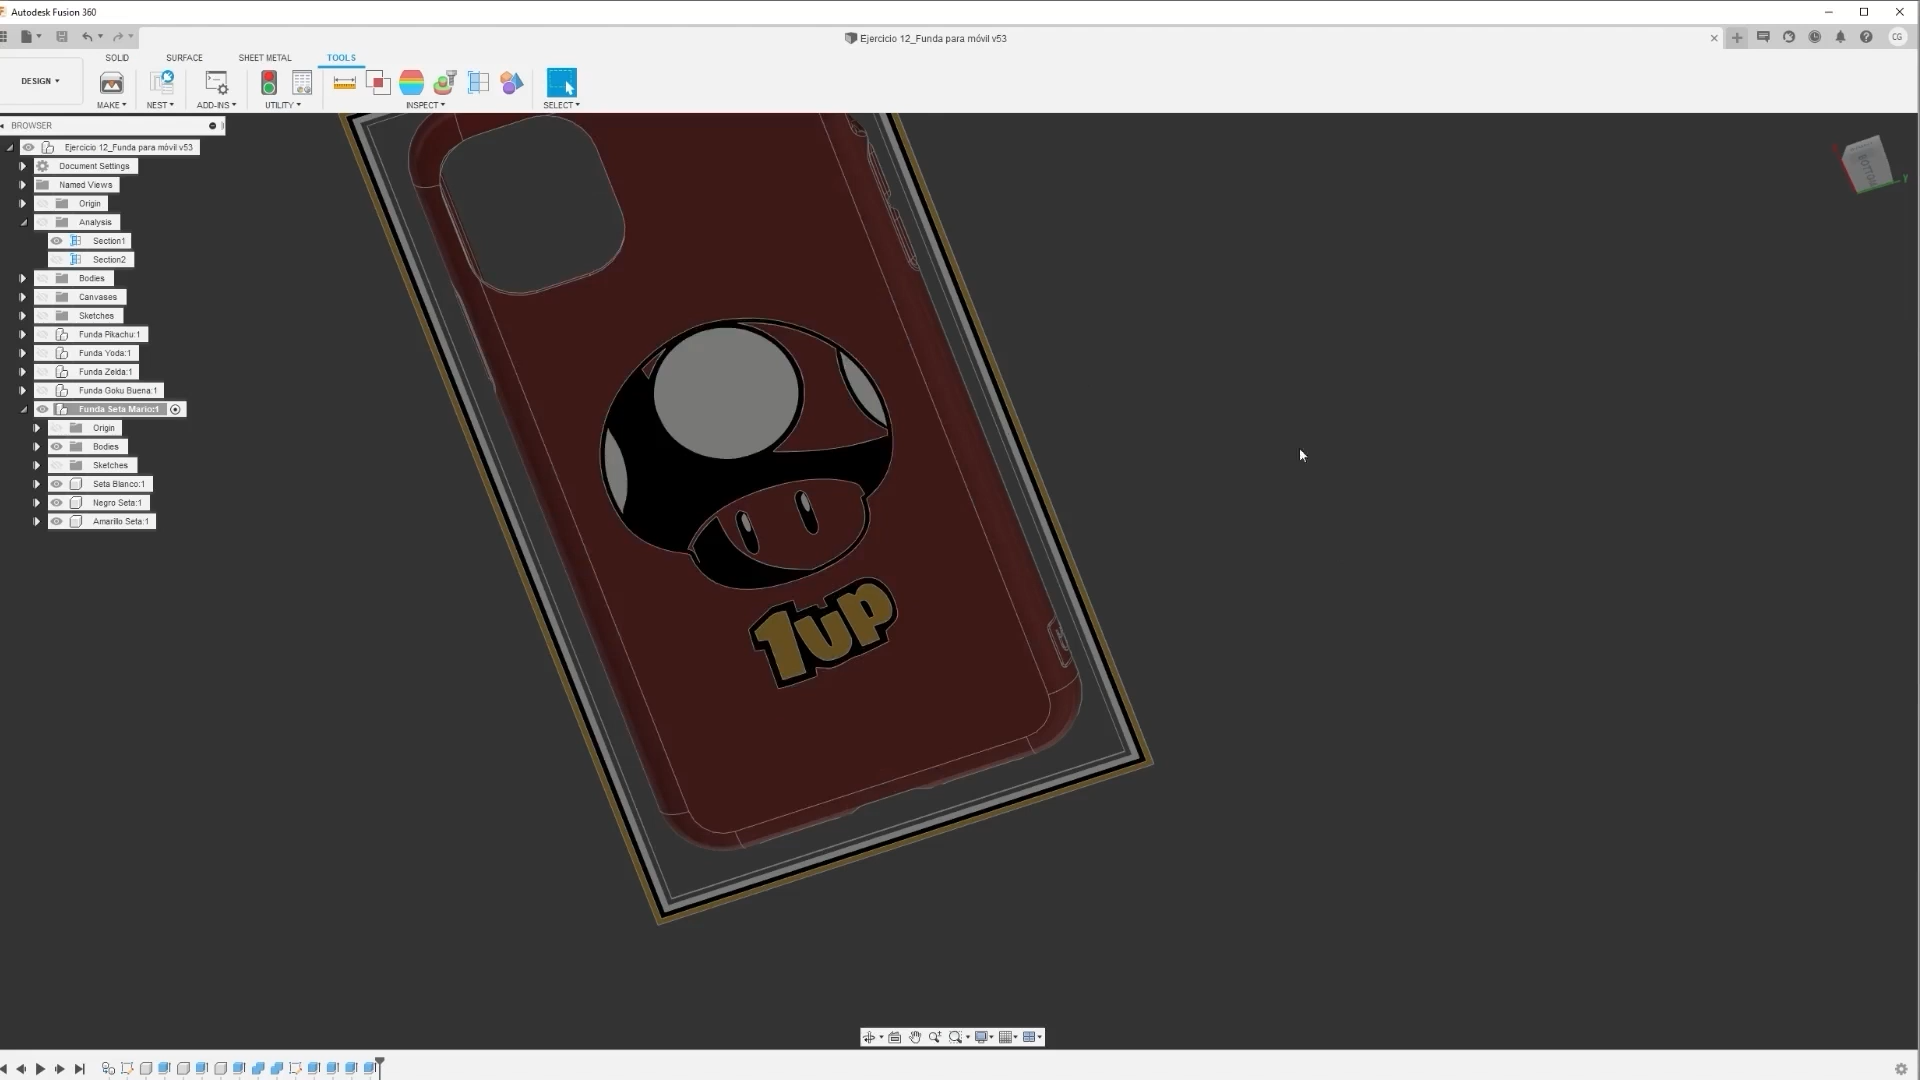 Autodesk Fusion 360
Ejercicio 12_Funda para móvil v53
CG
SOLID SURFACE SHEET METAL TOOLS
DESIGN
MAKE NEST ADD-INS UTILITY INSPECT SELECT
BROWSER
Ejercicio 12_Funda para móvil v53
Document Settings
Named Views
Origin
Analysis
Section1
Section2
Bodies
Canvases
Sketches
Funda Pikachu:1
Funda Yoda:1
Funda Zelda:1
Funda Goku Buena:1
Funda Seta Mario:1
Origin
Bodies
Sketches
Seta Blanco:1
Negro Seta:1
Amarillo Seta:1
BOTTOM
Y
1up